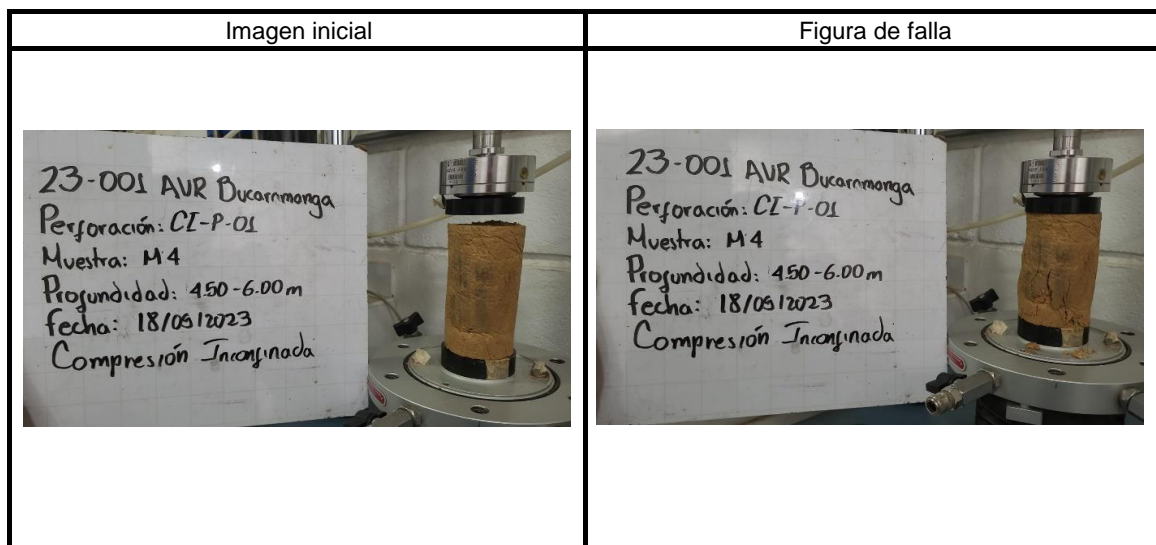 Imagen inicial
Figura de falla
23-001 AVR Bucarnmonga
Perforación: CI-P-01
Muestra: M4
Profundidad: 4.50-6.00m
fecha: 18/09/2023
Compresión Inconfinada
23-001 AVR Bucarnmonga
Perforación: CI-P-01
Muestra: M4
Profundidad: 4.50-6.00m
fecha: 18/09/2023
Compresión Inconfinada